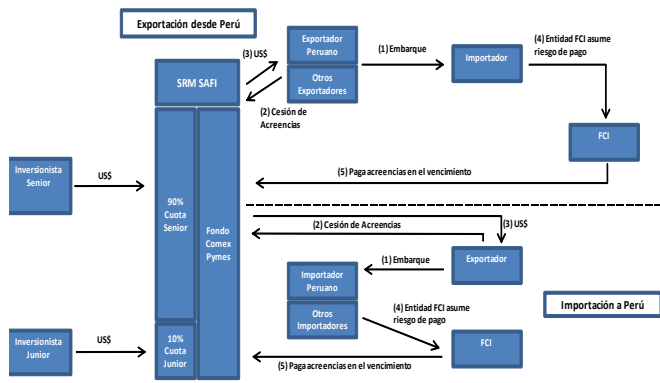 Exportación desde Perú
(3) US$
Exportador
Peruano
Otros
Exportadores
(1) Embarque
Importador
(4) Entidad FCI asume
riesgo de pago
SRM SAFI
(2) Cesión de
Acreencias
FCI
(5) Paga acreencias en el vencimiento
Inversionista
Senior
US$
90%
Cuota
Senior
Fondo
Comex
Pymes
(2) Cesión de Acreencias
(3) US$
Exportador
(1) Embarque
Importador
Peruano
Otros
Importadores
(4) Entidad FCI asume
riesgo de pago
Importación a Perú
Inversionista
Junior
US$
10%
Cuota
Junior
FCI
(5) Paga acreencias en el vencimiento